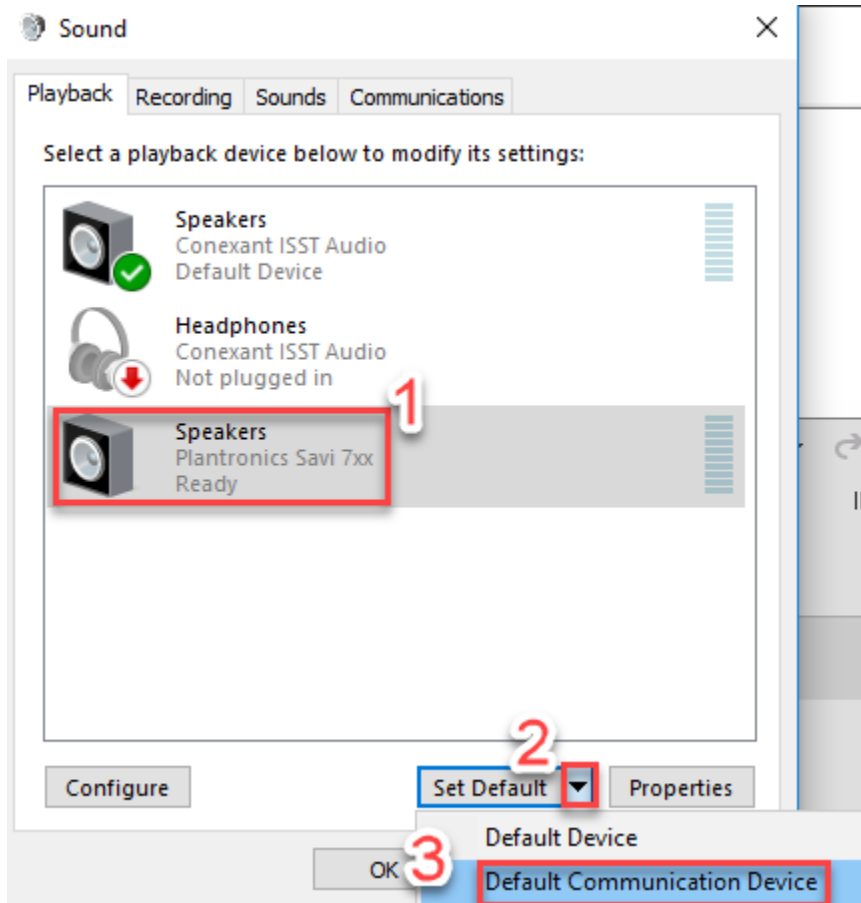 Sound
Playback Recording Sounds Communications
Select a playback device below to modify its settings:
Speakers
Conexant ISST Audio
Default Device
Headphones
Conexant ISST Audio
Not plugged in
1
Speakers
Plantronics Savi 7xx
Ready
2
Configure Set Default Properties
Default Device
3
OK
Default Communication Device